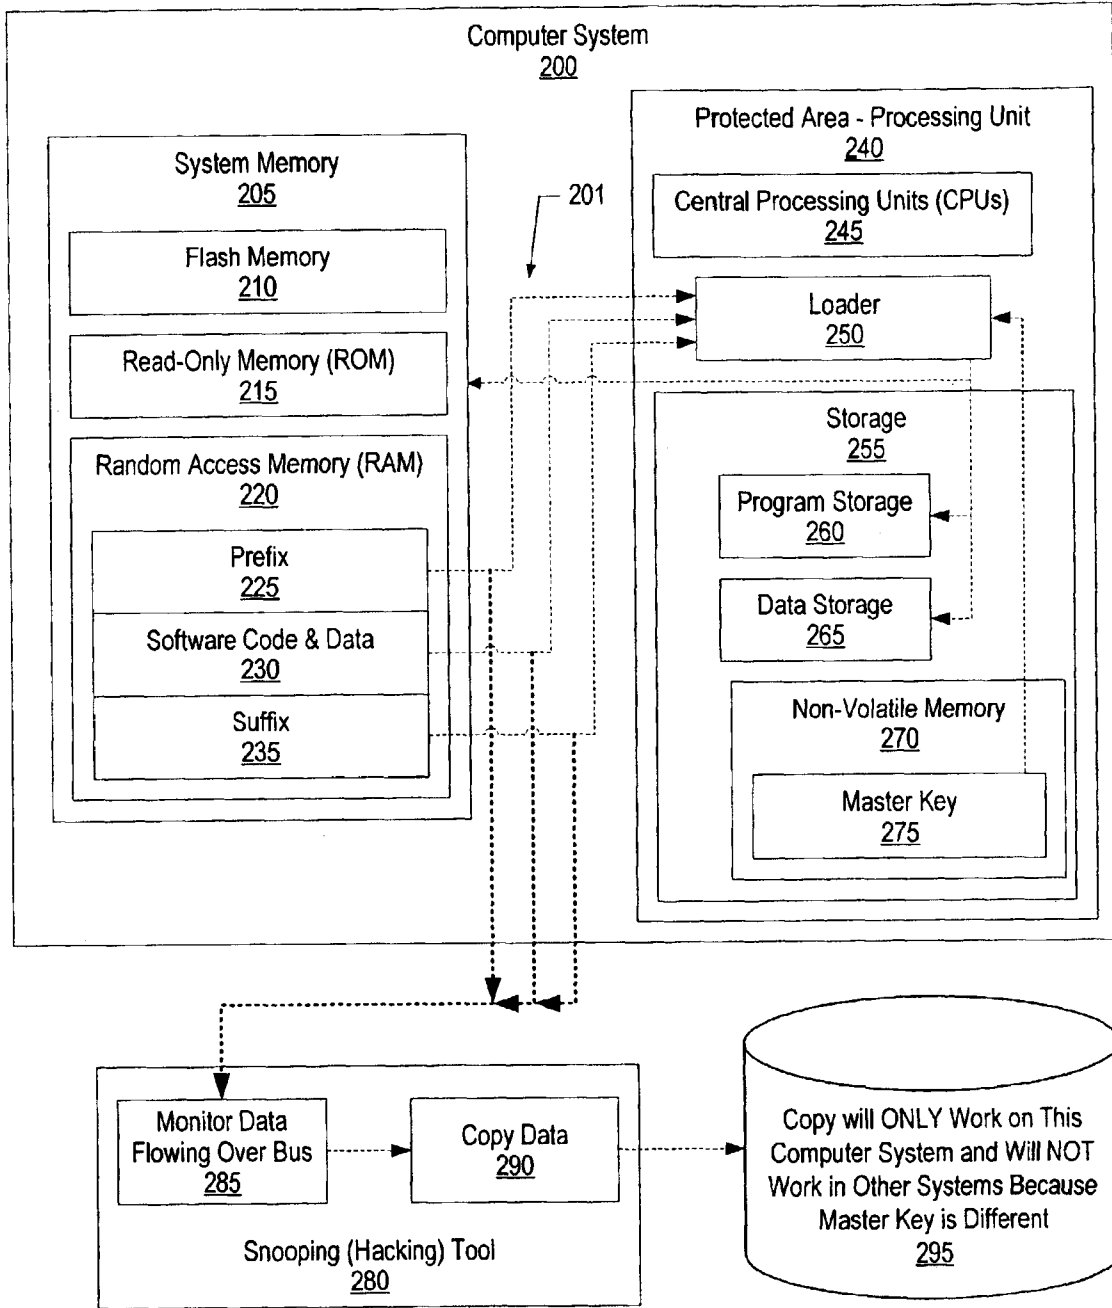 Computer System
200
System Memory
205
Flash Memory
210
Read-Only Memory (ROM)
215
Random Access Memory (RAM)
220
Prefix
225
Software Code & Data
230
Suffix
235
201
Protected Area - Processing Unit
240
Central Processing Units (CPUs)
245
Loader
250
Storage
255
Program Storage
260
Data Storage
265
Non-Volatile Memory
270
Master Key
275
Monitor Data
Flowing Over Bus
285
Copy Data
290
Snooping (Hacking) Tool
280
Copy will ONLY Work on This
Computer System and Will NOT
Work in Other Systems Because
Master Key is Different
295